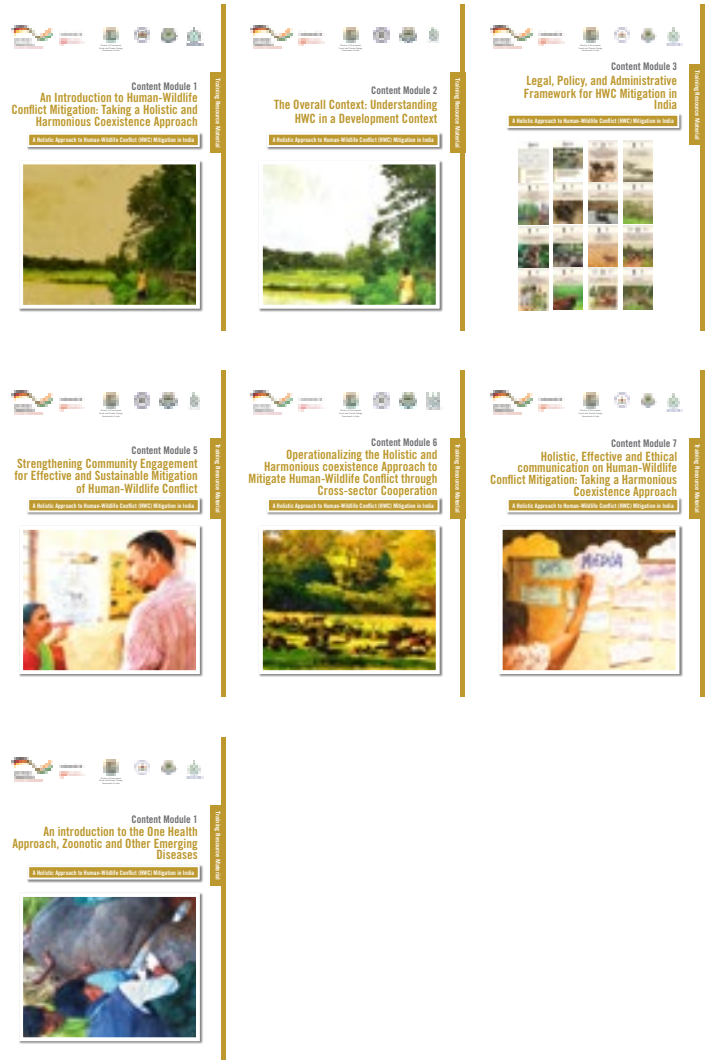 Content Module 1
An Introduction to Human-Wildlife
Conflict Mitigation: Taking a Holistic and
Harmonious Coexistence Approach
A Holistic Approach to Human-Wildlife Conflict (HWC) Mitigation in India
Training Resource Material
Content Module 2
The Overall Context: Understanding
HWC in a Development Context
A Holistic Approach to Human-Wildlife Conflict (HWC) Mitigation in India
Training Resource Material
Content Module 3
Legal, Policy, and Administrative
Framework for HWC Mitigation in
India
A Holistic Approach to Human-Wildlife Conflict (HWC) Mitigation in India
Training Resource Material
Content Module 5
Strengthening Community Engagement
for Effective and Sustainable Mitigation
of Human-Wildlife Conflict
A Holistic Approach to Human-Wildlife Conflict (HWC) Mitigation in India
Training Resource Material
Content Module 6
Operationalizing the Holistic and
Harmonious coexistence Approach to
Mitigate Human-Wildlife Conflict through
Cross-sector Cooperation
A Holistic Approach to Human-Wildlife Conflict (HWC) Mitigation in India
Training Resource Material
Content Module 7
Holistic, Effective and Ethical
communication on Human-Wildlife
Conflict Mitigation: Taking a Harmonious
Coexistence Approach
A Holistic Approach to Human-Wildlife Conflict (HWC) Mitigation in India
Training Resource Material
MEDIA
Content Module 1
An introduction to the One Health
Approach, Zoonotic and Other Emerging
Diseases
A Holistic Approach to Human-Wildlife Conflict (HWC) Mitigation in India
Training Resource Material